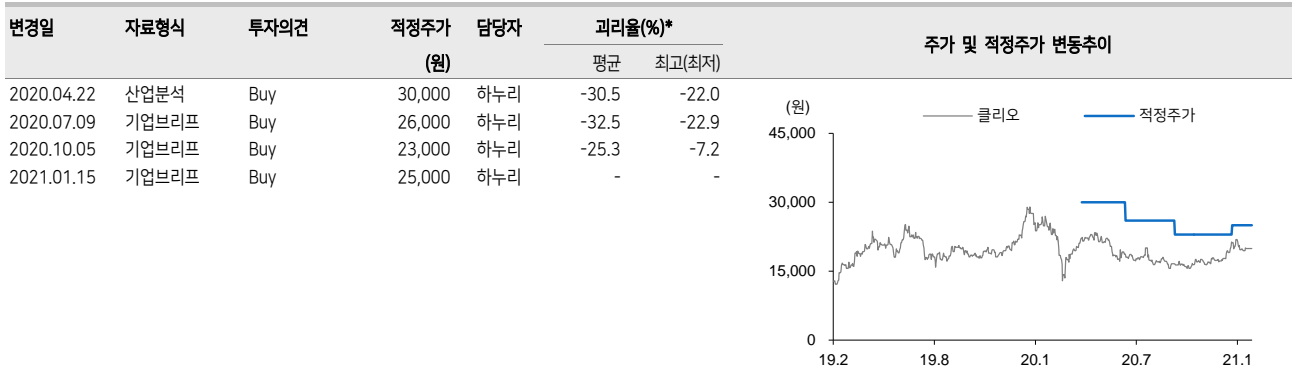 변경일 자료형식 투자의견 적정주가 담당자 괴리율(%)*
(원) 평균 최고(최저)
2020.04.22 산업분석 Buy 30,000 하누리 -30.5 -22.0
2020.07.09 기업브리프 Buy 26,000 하누리 -32.5 -22.9
2020.10.05 기업브리프 Buy 23,000 하누리 -25.3 -7.2
2021.01.15 기업브리프 Buy 25,000 하누리 - -
주가 및 적정주가 변동추이
(원) 클리오 적정주가
45,000
30,000
15,000
0
19.2 19.8 20.1 20.7 21.1